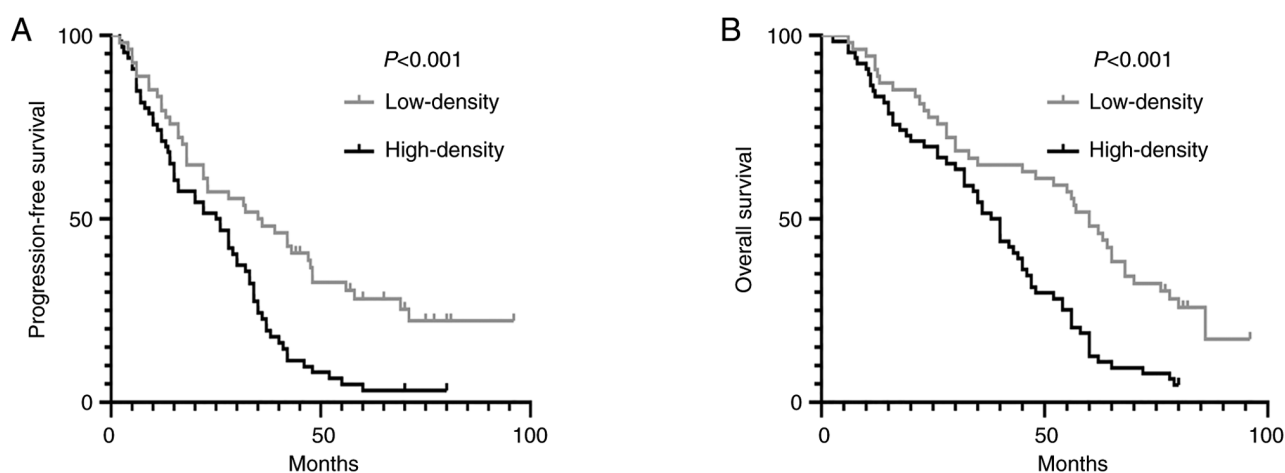 A
Progression-free survival
100
50
0
0
50
100
Months
P<0.001
Low-density
High-density
B
Overall survival
100
50
0
0
50
100
Months
P<0.001
Low-density
High-density